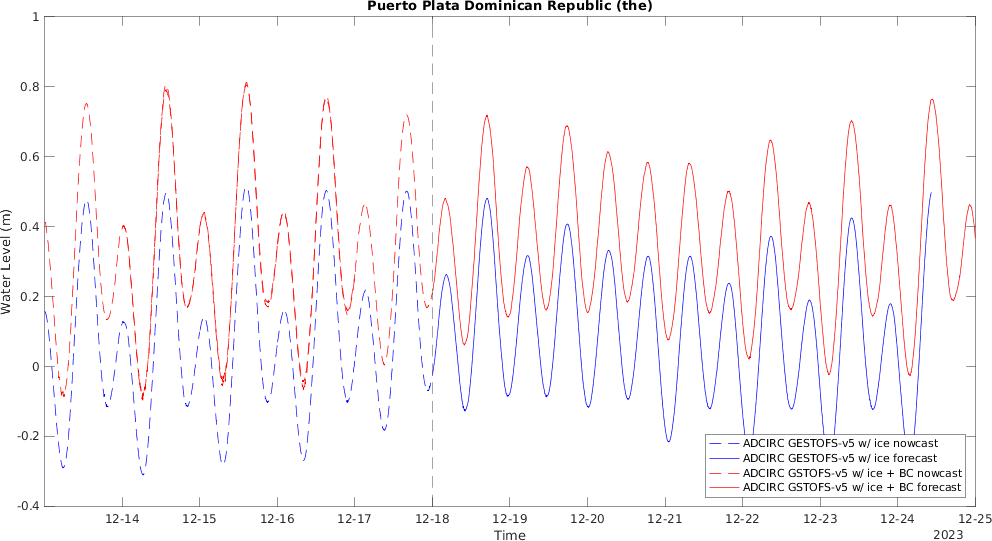 Puerto Plata Dominican Republic (the)
Water Level (m)
1
0.8
0.6
0.4
0.2
0
-0.2
-0.4
ADCIRC GESTOFS-v5 w/ ice nowcast
ADCIRC GESTOFS-v5 w/ ice forecast
ADCIRC GSTOFS-v5 w/ ice + BC nowcast
ADCIRC GSTOFS-v5 w/ ice + BC forecast
12-14 12-15 12-16 12-17 12-18 12-19 12-20 12-21 12-22 12-23 12-24 12-25
Time
2023